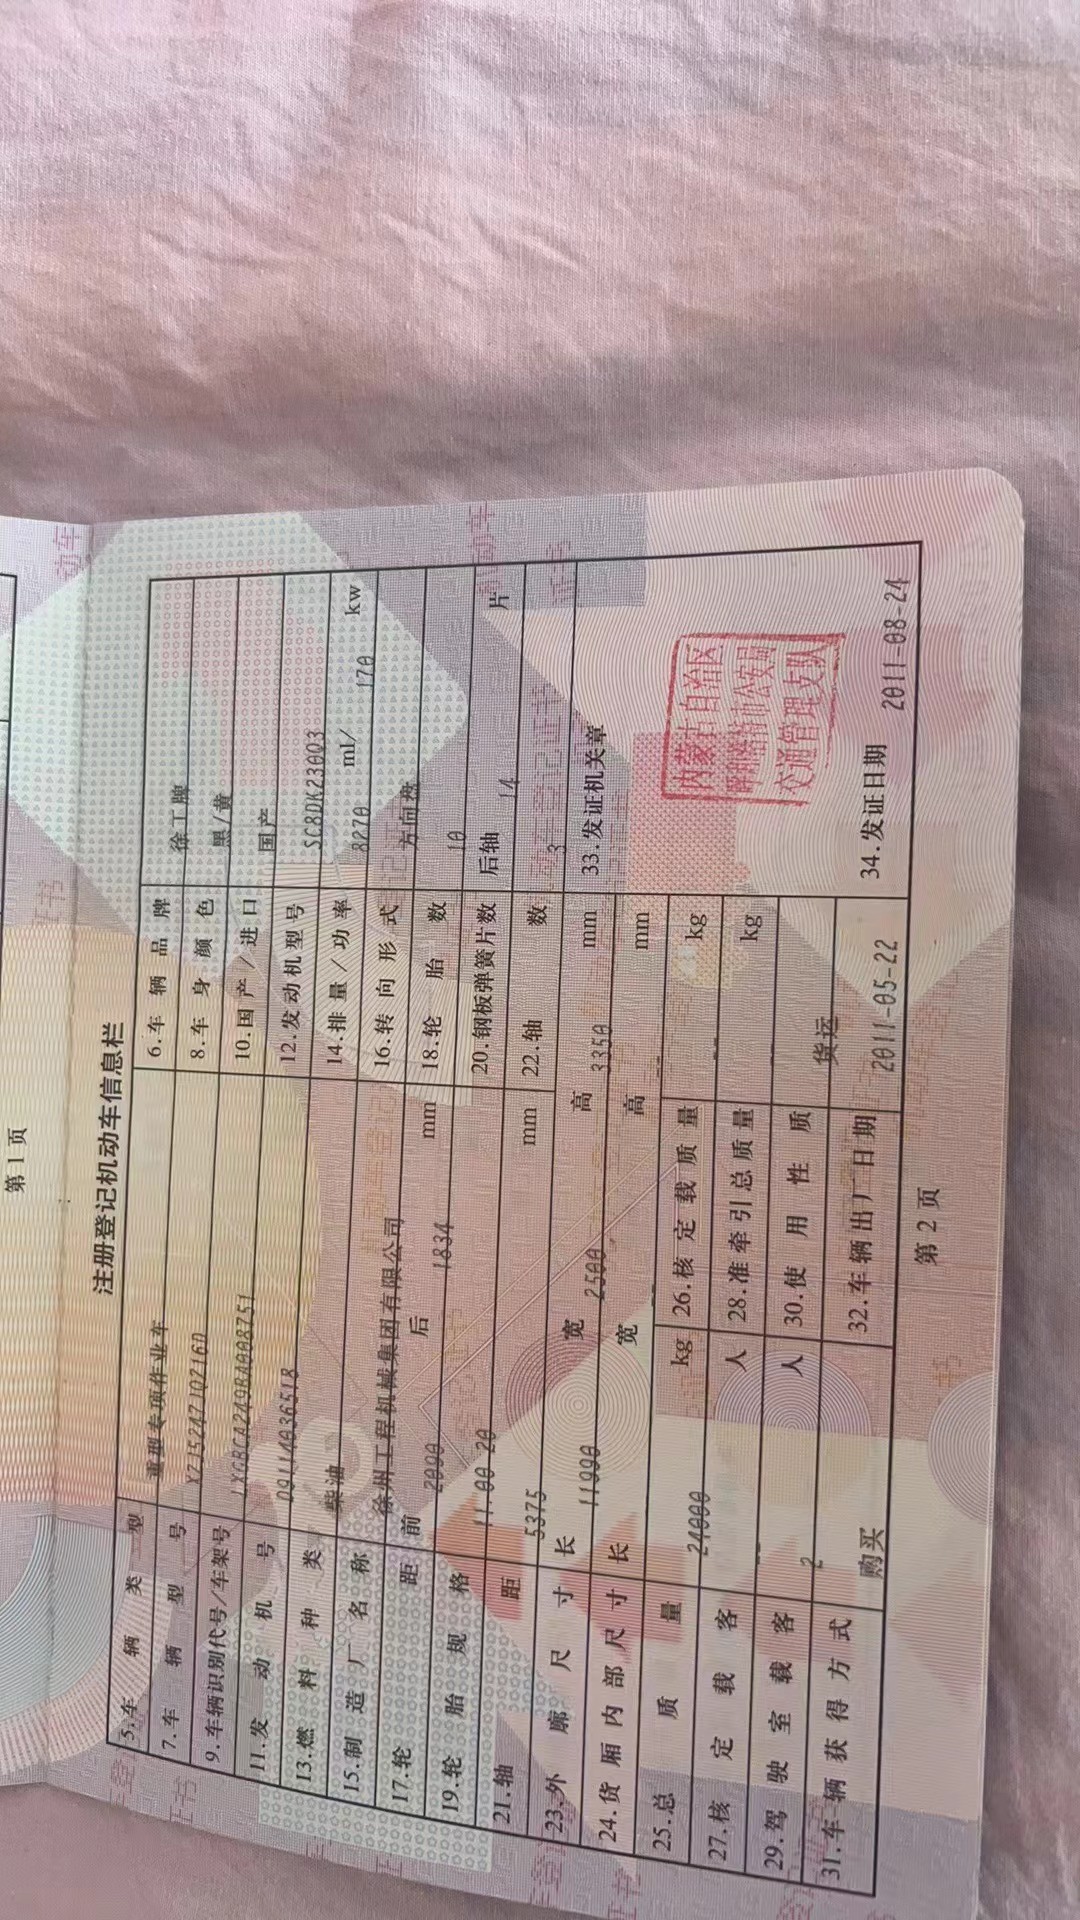 第1页
注册登记机动车信息栏
5.车辆类型 重型专项作业车 6.车辆品牌 徐工牌
7.车辆型号 XZJ5247JQZ16D 8.车身颜色 黑/黄
9.车辆识别代号/车架号 10.国产/进口 国产
11.发动机号 D911A036518 12.发动机型号 SC8DK230Q3
13.燃料种类 柴油 14.排量/功率 8270 ml/ 170 kw
15.制造厂名称 徐州工程机械集团有限公司 16.转向形式 方向盘
17.轮距 前 2090 后 1834 mm 18.轮胎数 10
19.轮胎规格 11.00-20 20.钢板弹簧片数 后轴 14 片
21.轴距 5375 mm 22.轴数 3
23.外廓尺寸 长 11990 宽 2500 高 3350 mm 33.发证机关章
24.货厢内部尺寸 长 宽 高 mm
25.总质量 24000 kg 26.核定载质量 -- kg
27.核定载客 -- 人 28.准牵引总质量 -- kg
29.驾驶室载客 2 人 30.使用性质 货运
31.车辆获得方式 购买 32.车辆出厂日期 2011-05-22 34.发证日期 2011-08-24
内蒙古自治区
呼和浩特市公安局
交通管理支队
第2页